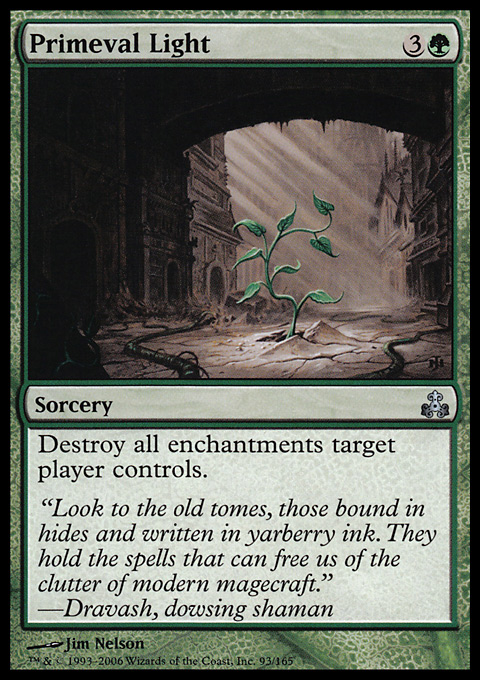 Primeval Light 3
Sorcery
Destroy all enchantments target
player controls.
“Look to the old tomes, those bound in
hides and written in yarberry ink. They
hold the spells that can free us of the
clutter of modern magecraft.”
—Dravash, dowsing shaman
Jim Nelson
™ & © 1993–2006 Wizards of the Coast, Inc. 93/165